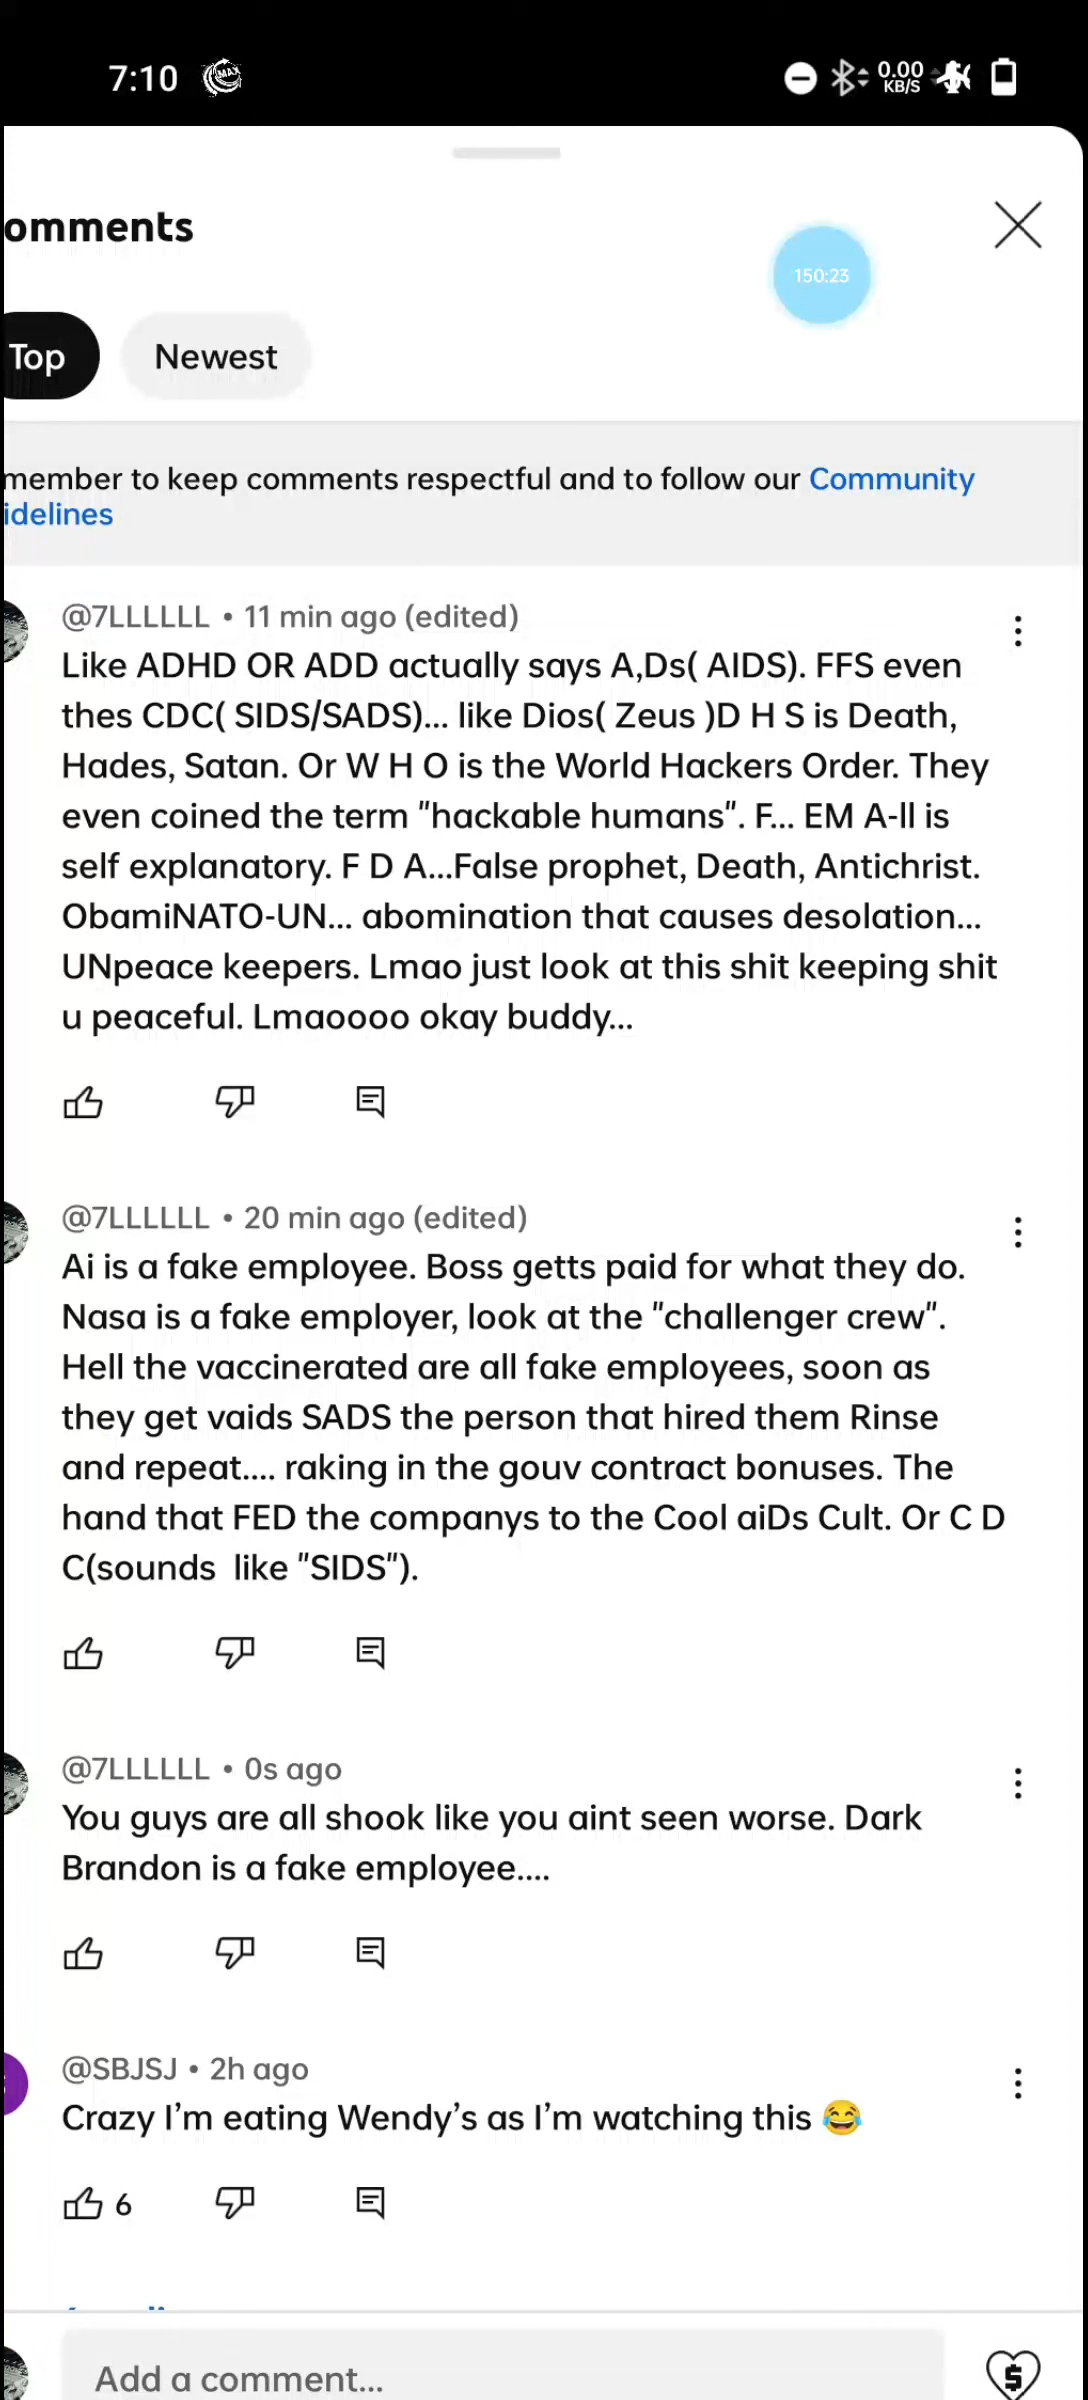 7:10 MAX 0.00 KB/S
omments
150:23
Top Newest
member to keep comments respectful and to follow our Community
idelines
@7LLLLLL • 11 min ago (edited)
Like ADHD OR ADD actually says A,Ds( AIDS). FFS even
thes CDC( SIDS/SADS)... like Dios( Zeus )D H S is Death,
Hades, Satan. Or W H O is the World Hackers Order. They
even coined the term "hackable humans". F... EM A-ll is
self explanatory. F D A...False prophet, Death, Antichrist.
ObamiNATO-UN... abomination that causes desolation...
UNpeace keepers. Lmao just look at this shit keeping shit
u peaceful. Lmaoooo okay buddy...
@7LLLLLL • 20 min ago (edited)
Ai is a fake employee. Boss getts paid for what they do.
Nasa is a fake employer, look at the "challenger crew".
Hell the vaccinerated are all fake employees, soon as
they get vaids SADS the person that hired them Rinse
and repeat.... raking in the gouv contract bonuses. The
hand that FED the companys to the Cool aiDs Cult. Or C D
C(sounds  like "SIDS").
@7LLLLLL • 0s ago
You guys are all shook like you aint seen worse. Dark
Brandon is a fake employee....
@SBJSJ • 2h ago
Crazy I'm eating Wendy's as I'm watching this 😂
6
Add a comment...
$